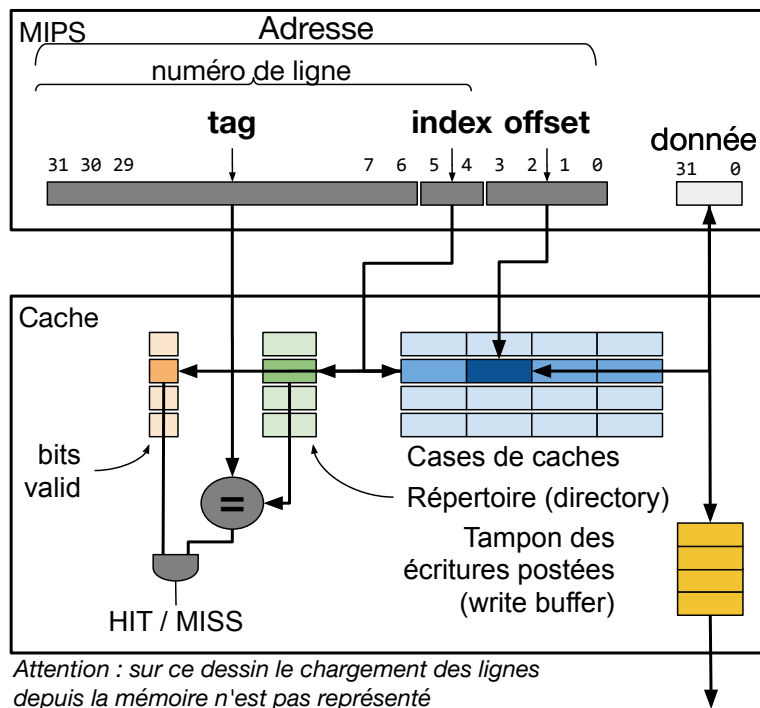 MIPS
Adresse
numéro de ligne
tag
index offset
donnée
31 30 29 7 6 5 4 3 2 1 0
31 0
Cache
bits
valid
Cases de caches
Répertoire (directory)
=
Tampon des
écritures postées
(write buffer)
HIT / MISS
Attention : sur ce dessin le chargement des lignes
depuis la mémoire n'est pas représenté